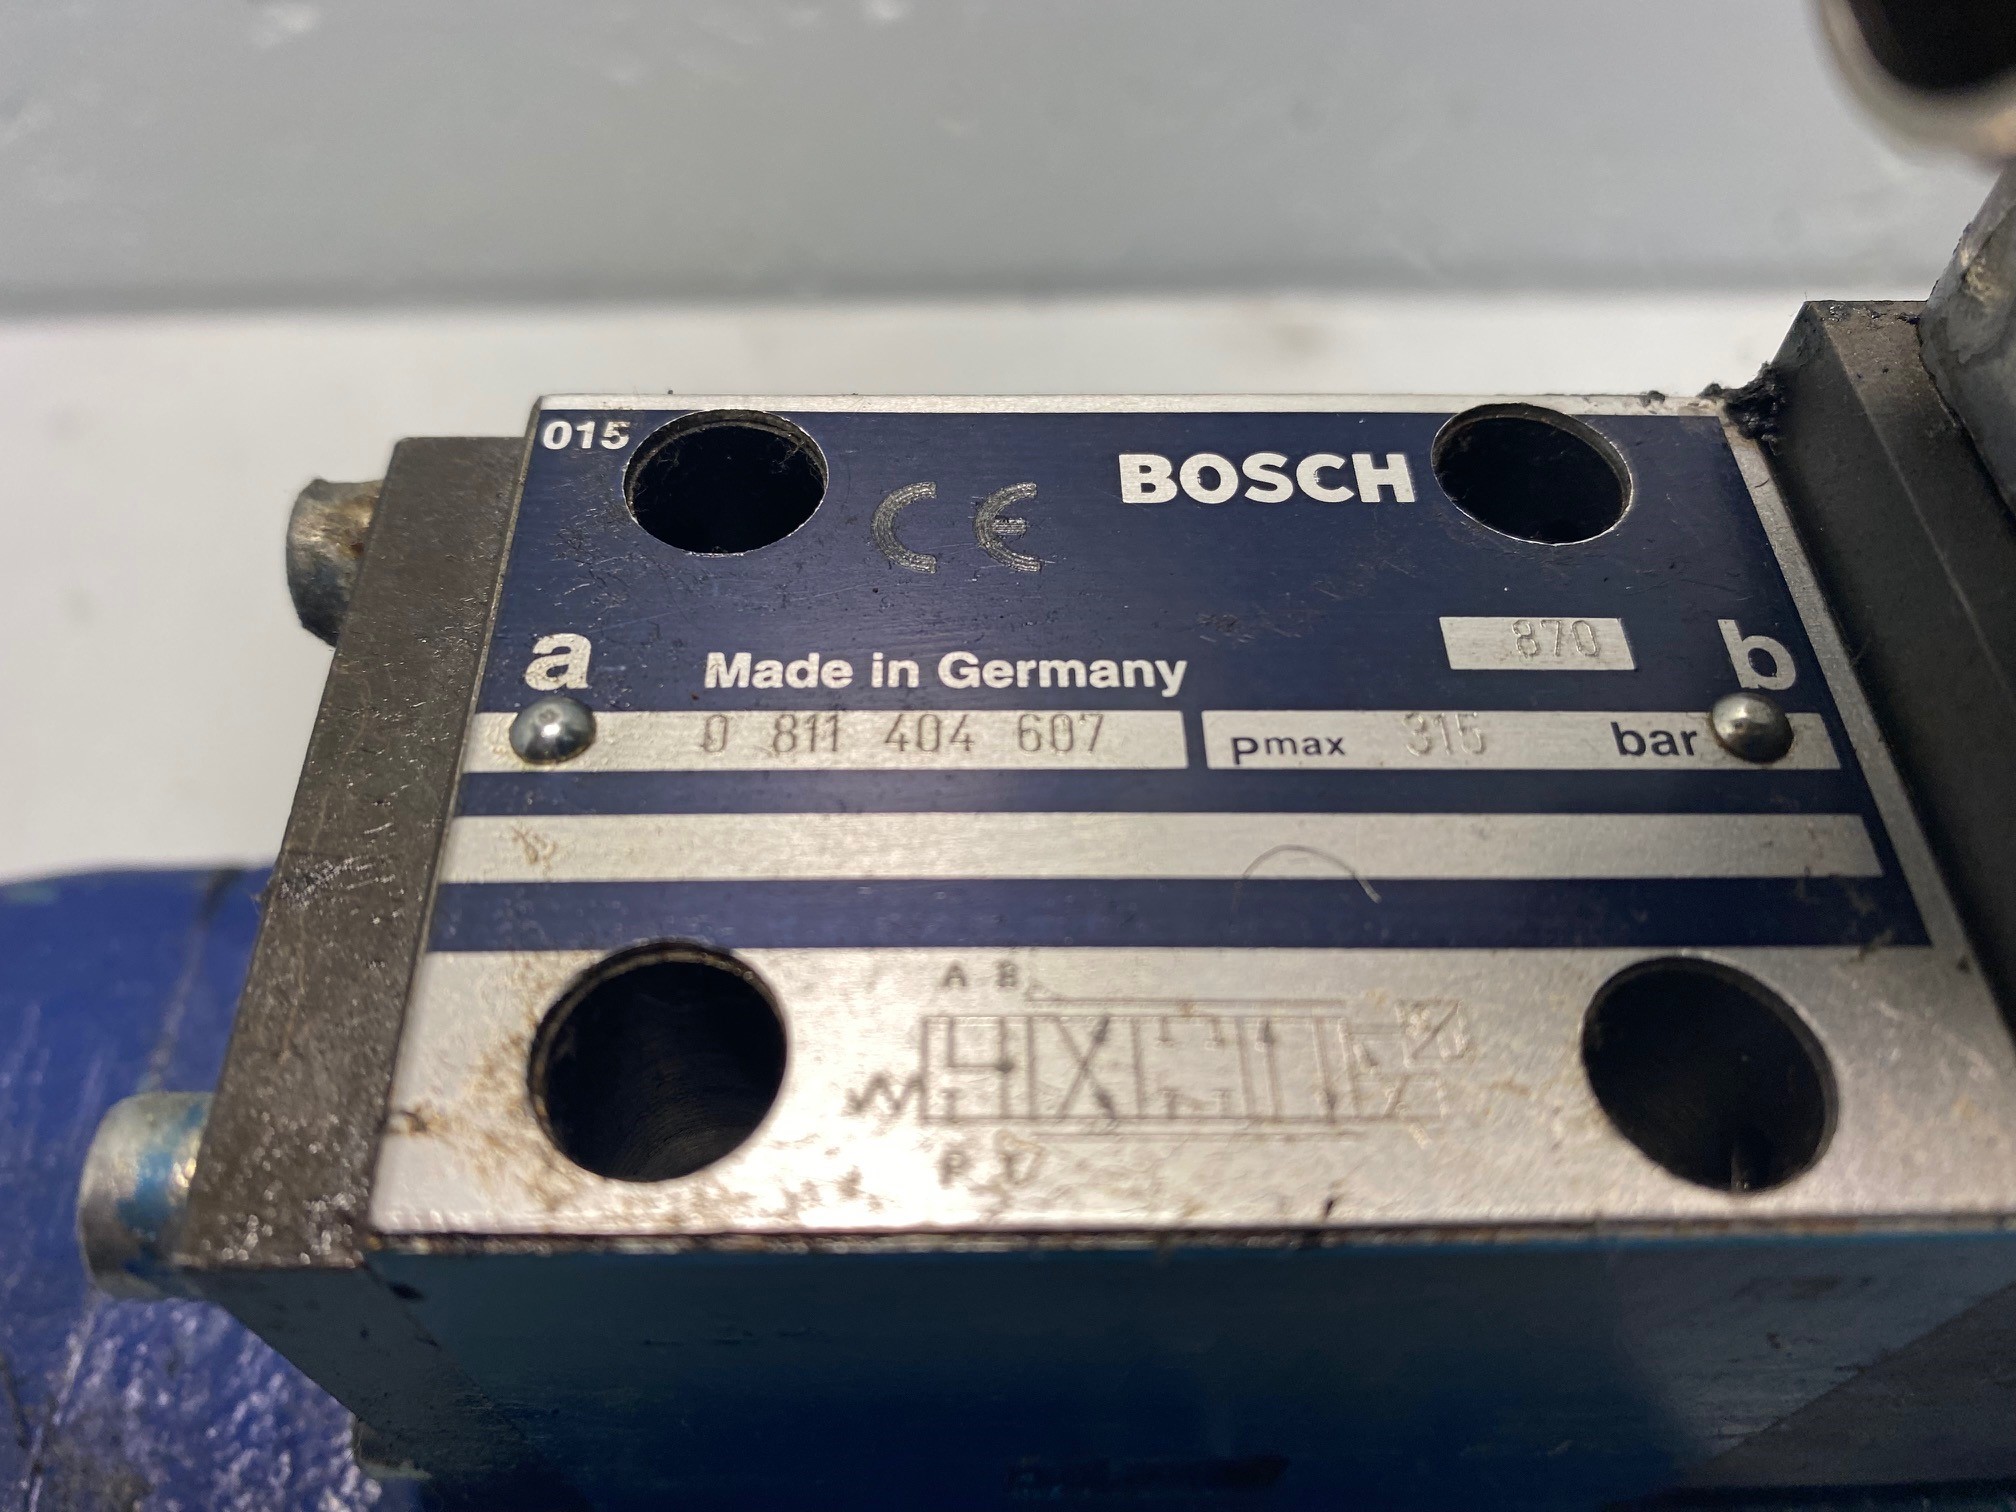 015
CE
BOSCH
870
a
b
Made in Germany
0 811 404 607
pmax 315 bar
A B
P T